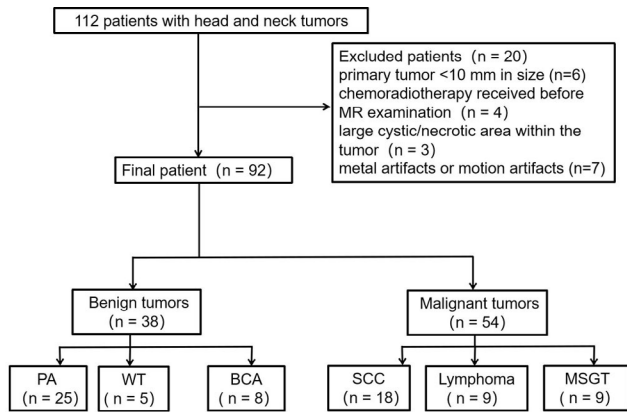 112 patients with head and neck tumors
Excluded patients (n = 20)
primary tumor <10 mm in size (n=6)
chemoradiotherapy received before
MR examination (n = 4)
large cystic/necrotic area within the
tumor (n = 3)
metal artifacts or motion artifacts (n=7)
Final patient (n = 92)
Benign tumors
(n = 38)
Malignant tumors
(n = 54)
PA
(n = 25)
WT
(n = 5)
BCA
(n = 8)
SCC
(n = 18)
Lymphoma
(n = 9)
MSGT
(n = 9)